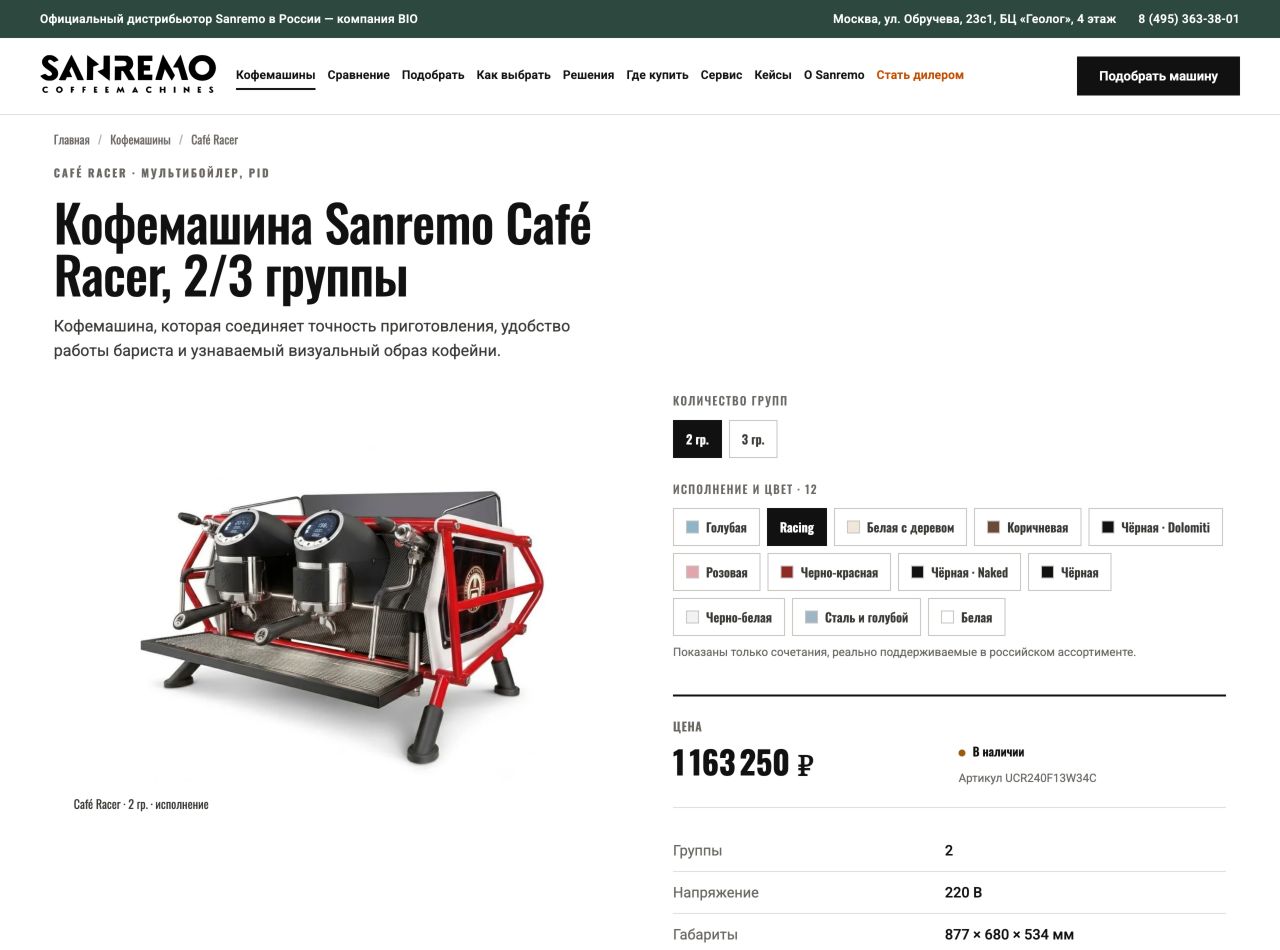 Официальный дистрибьютор Sanremo в России — компания BIO
Москва, ул. Обручева, 23с1, БЦ «Геолог», 4 этаж
8 (495) 363-38-01
SANREMO
COFFEEMACHINES
Кофемашины
Сравнение
Подобрать
Как выбрать
Решения
Где купить
Сервис
Кейсы
О Sanremo
Стать дилером
Подобрать машину
Главная / Кофемашины / Café Racer
CAFÉ RACER · МУЛЬТИБОЙЛЕР, PID
Кофемашина Sanremo Café
Racer, 2/3 группы
Кофемашина, которая соединяет точность приготовления, удобство
работы бариста и узнаваемый визуальный образ кофейни.
КОЛИЧЕСТВО ГРУПП
2 гр.
3 гр.
ИСПОЛНЕНИЕ И ЦВЕТ · 12
Голубая
Racing
Белая с деревом
Коричневая
Чёрная · Dolomiti
Розовая
Черно-красная
Чёрная · Naked
Чёрная
Черно-белая
Сталь и голубой
Белая
Показаны только сочетания, реально поддерживаемые в российском ассортименте.
ЦЕНА
1 163 250 ₽
В наличии
Артикул UCR240F13W34C
Café Racer · 2 гр. · исполнение
Группы 2
Напряжение 220 В
Габариты 877 × 680 × 534 мм